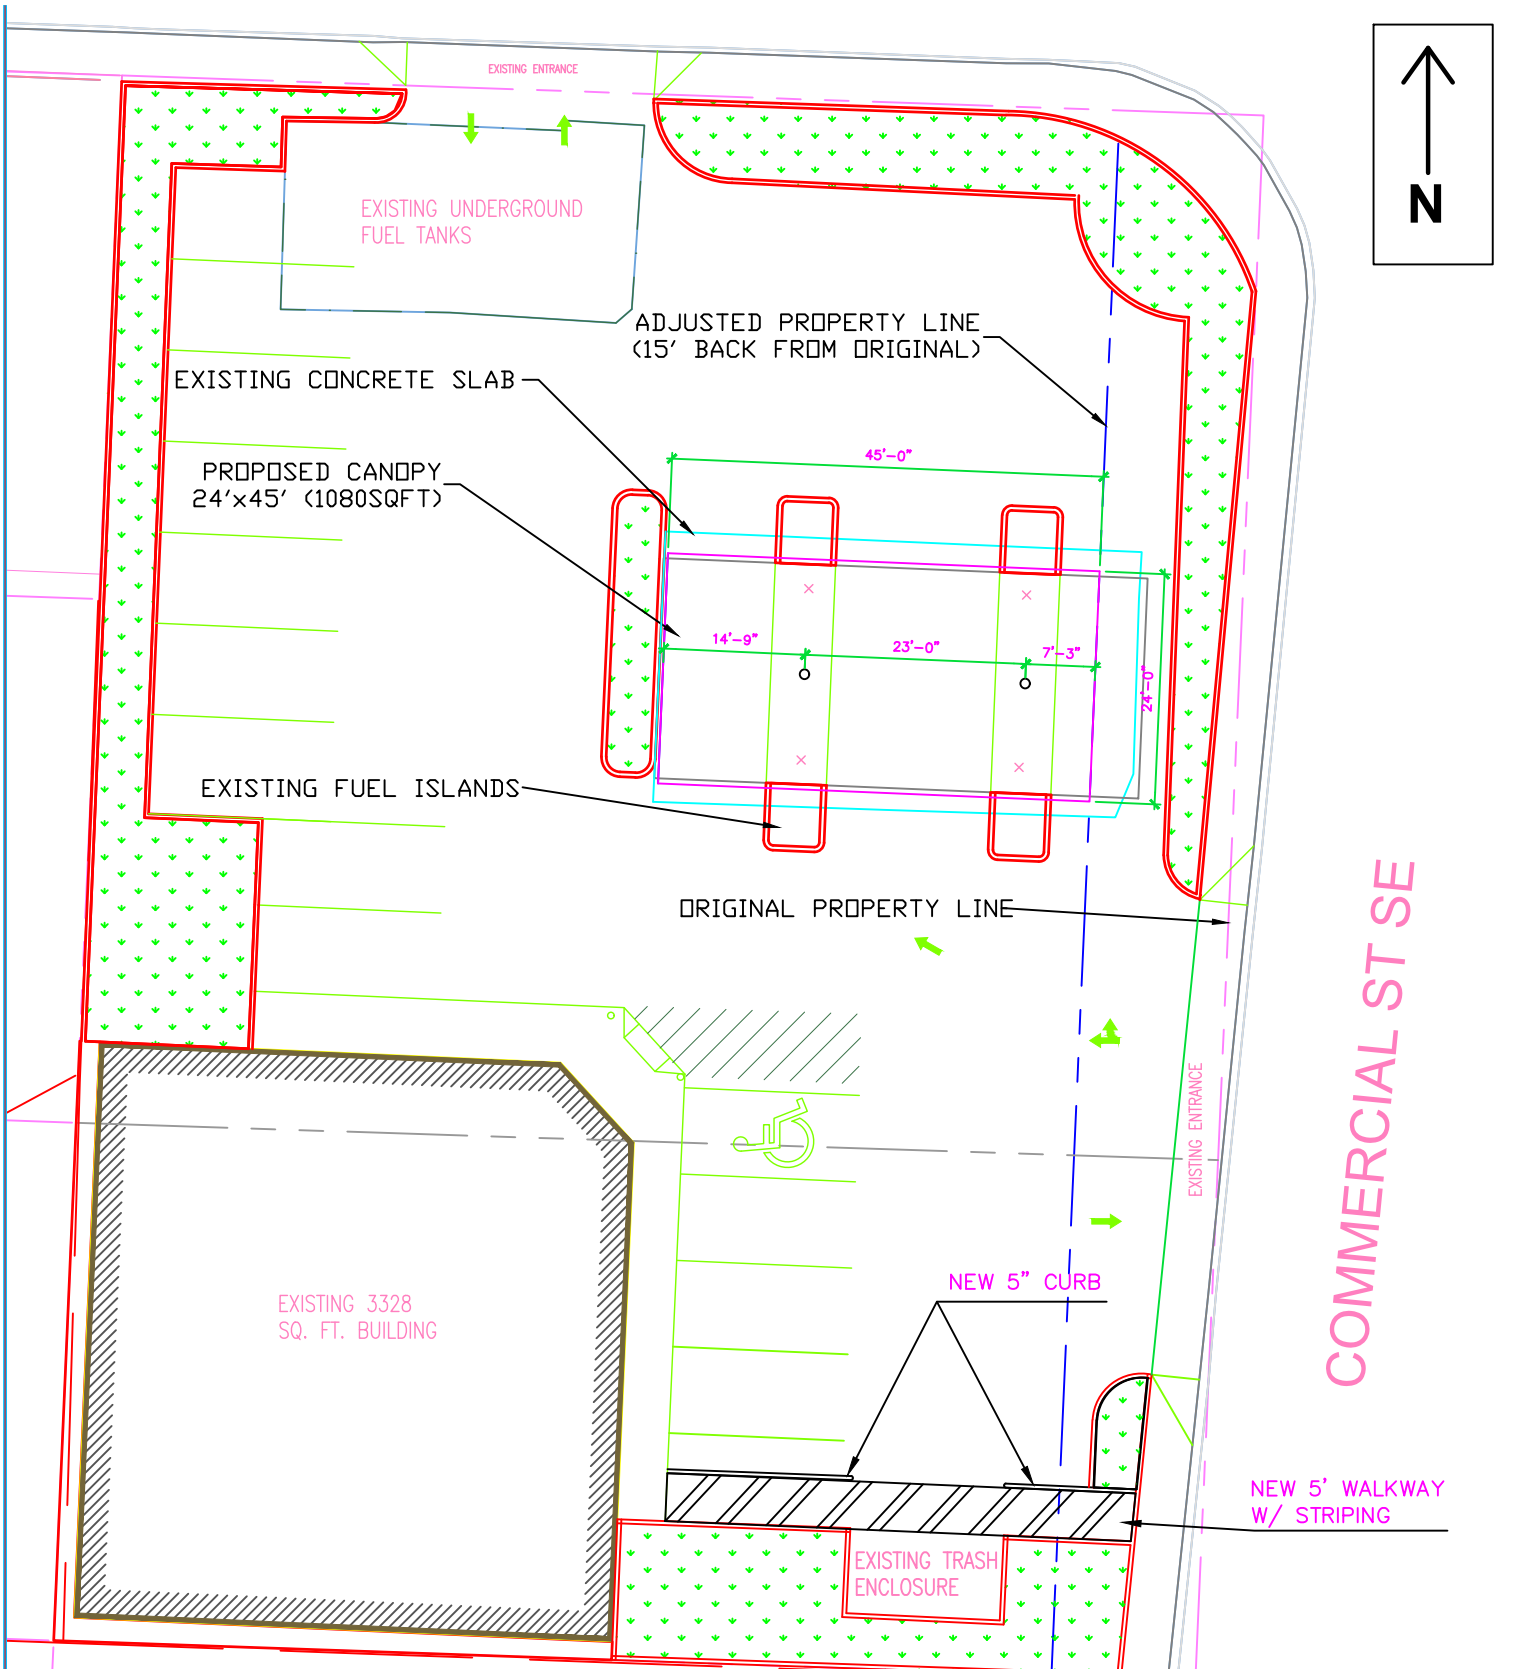 EXISTING ENTRANCE
N
EXISTING UNDERGROUND
FUEL TANKS
ADJUSTED PROPERTY LINE
(15' BACK FROM ORIGINAL)
EXISTING CONCRETE SLAB
PROPOSED CANOPY
24'x45' (1080SQFT)
45'-0"
14'-9"
23'-0"
7'-3"
24'-0"
EXISTING FUEL ISLANDS
ORIGINAL PROPERTY LINE
COMMERCIAL ST SE
EXISTING ENTRANCE
NEW 5" CURB
EXISTING 3328
SQ. FT. BUILDING
NEW 5' WALKWAY
W/ STRIPING
EXISTING TRASH
ENCLOSURE